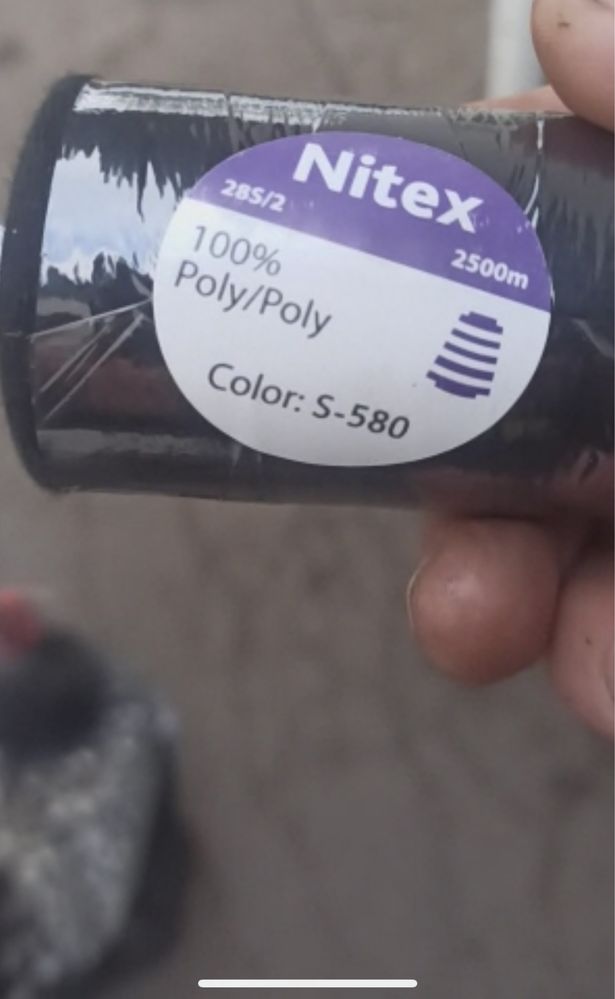 Nitex
28S/2
2500m
100%
Poly/Poly
Color: S-580